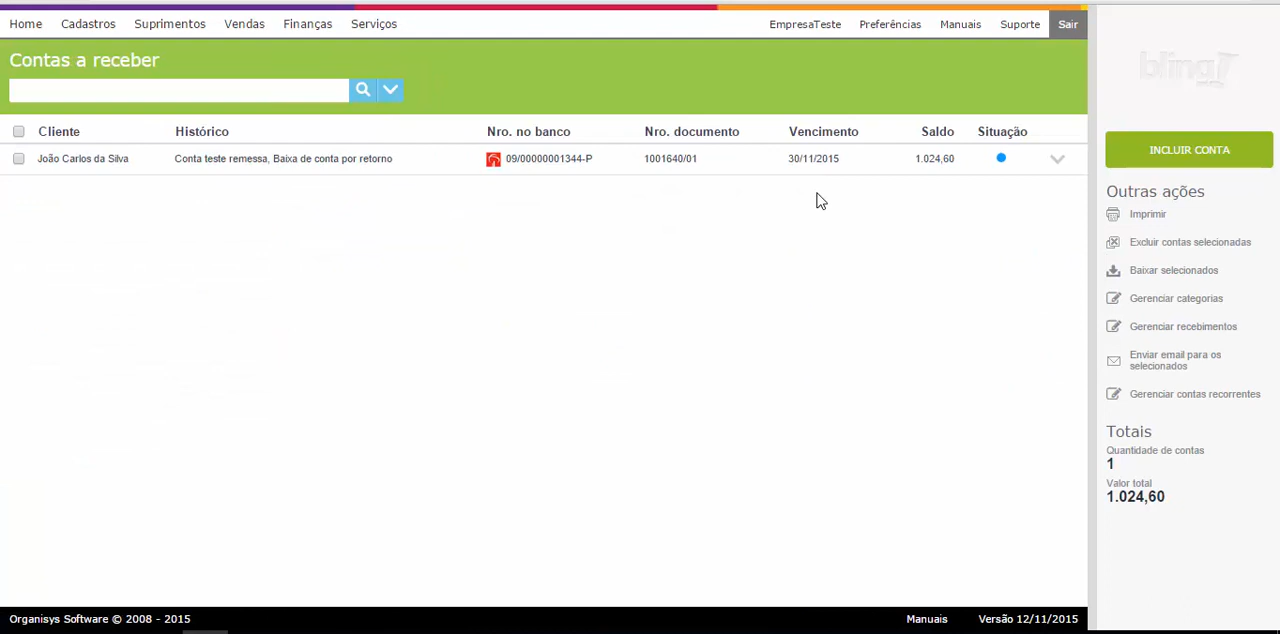 Home Cadastros Suprimentos Vendas Finanças Serviços EmpresaTeste Preferências Manuais Suporte Sair
Contas a receber
Cliente Histórico Nro. no banco Nro. documento Vencimento Saldo Situação
João Carlos da Silva Conta teste remessa, Baixa de conta por retorno 09/00000001344-P 1001640/01 30/11/2015 1.024,60
bling
INCLUIR CONTA
Outras ações
Imprimir
Excluir contas selecionadas
Baixar selecionados
Gerenciar categorias
Gerenciar recebimentos
Enviar email para os
selecionados
Gerenciar contas recorrentes
Totais
Quantidade de contas
1
Valor total
1.024,60
Organisys Software © 2008 - 2015 Manuais Versão 12/11/2015